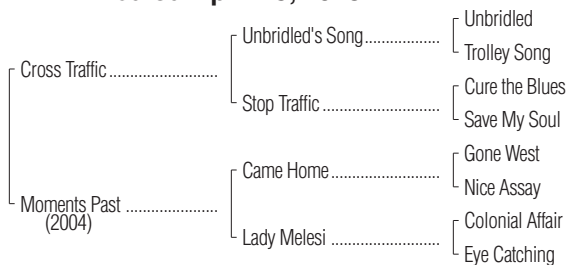 Unbridled
Unbridled's Song
Trolley Song
Cross Traffic
Cure the Blues
Stop Traffic
Save My Soul
Gone West
Came Home
Nice Assay
Moments Past
(2004)
Colonial Affair
Lady Melesi
Eye Catching